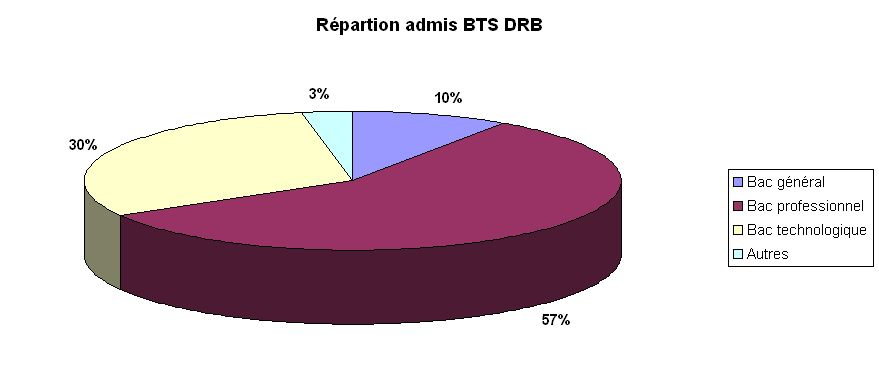 Répartion admis BTS DRB
3%
10%
30%
57%
Bac général
Bac professionnel
Bac technologique
Autres